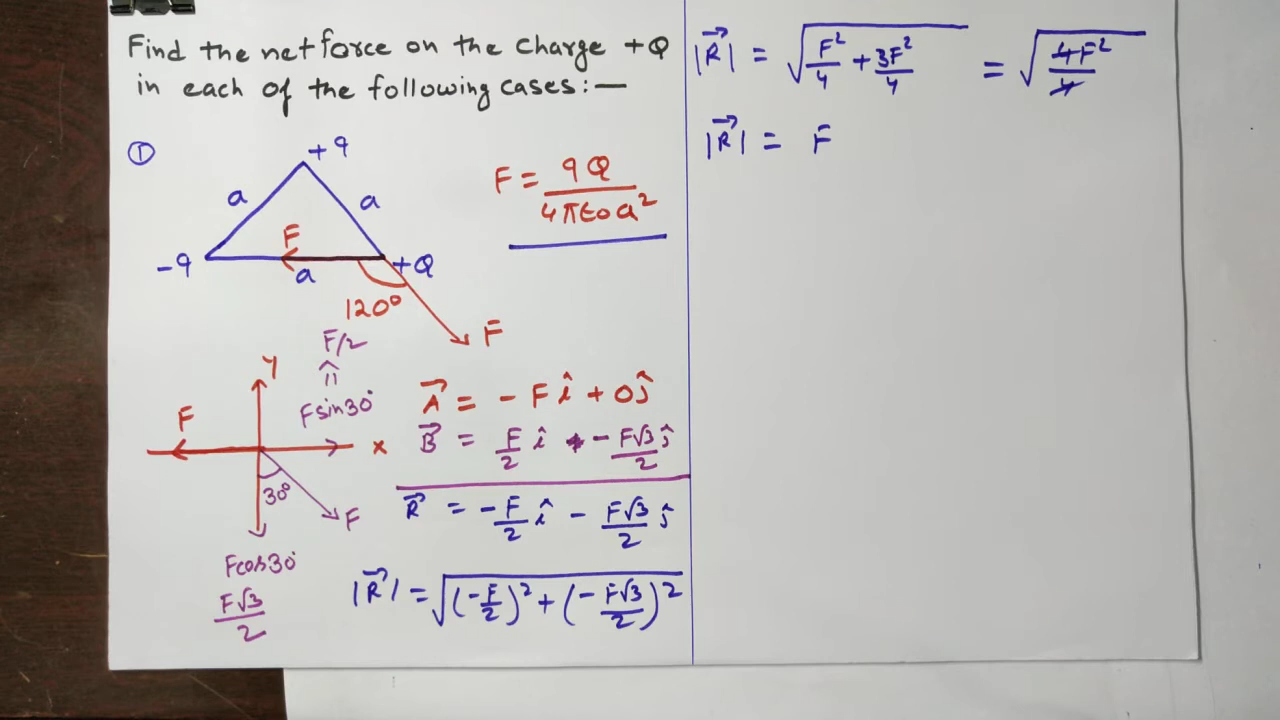 Find the net force on the Charge +Q
in each of the following cases:—
①
+q
a
a
F
-q
a
+Q
120°
F
F = qQ / 4πε₀a²
F/2
=
Fsin30°
Y
F
x
30°
F
Fcos30°
F√3 / 2
A⃗ = -Fî + 0ĵ
B⃗ = F/2 î - F√3/2 ĵ
R⃗ = -F/2 î - F√3/2 ĵ
|R⃗| = √((-F/2)² + (-F√3/2)²)
|R⃗| = √(F²/4 + 3F²/4) = √(4F²/4)
|R⃗| = F